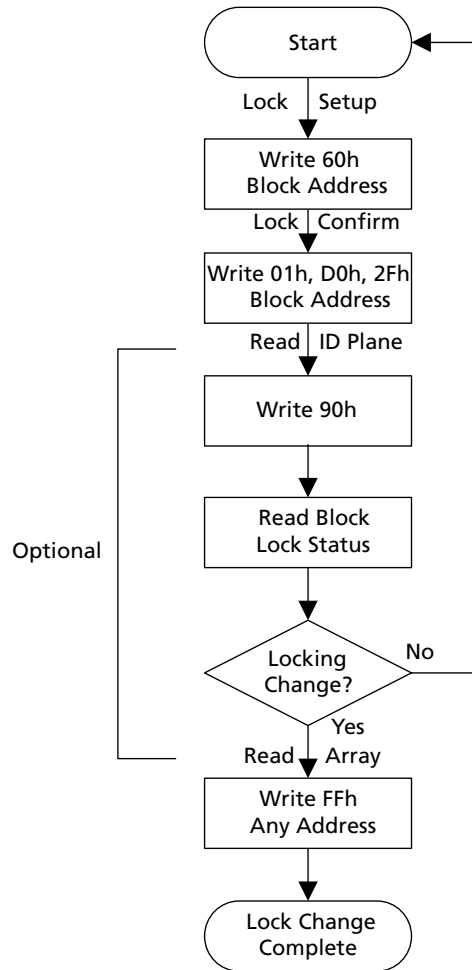 Start
Lock Setup
Write 60h
Block Address
Lock Confirm
Write 01h, D0h, 2Fh
Block Address
Read ID Plane
Write 90h
Read Block
Lock Status
Optional
Locking
Change?
No
Yes
Read Array
Write FFh
Any Address
Lock Change
Complete